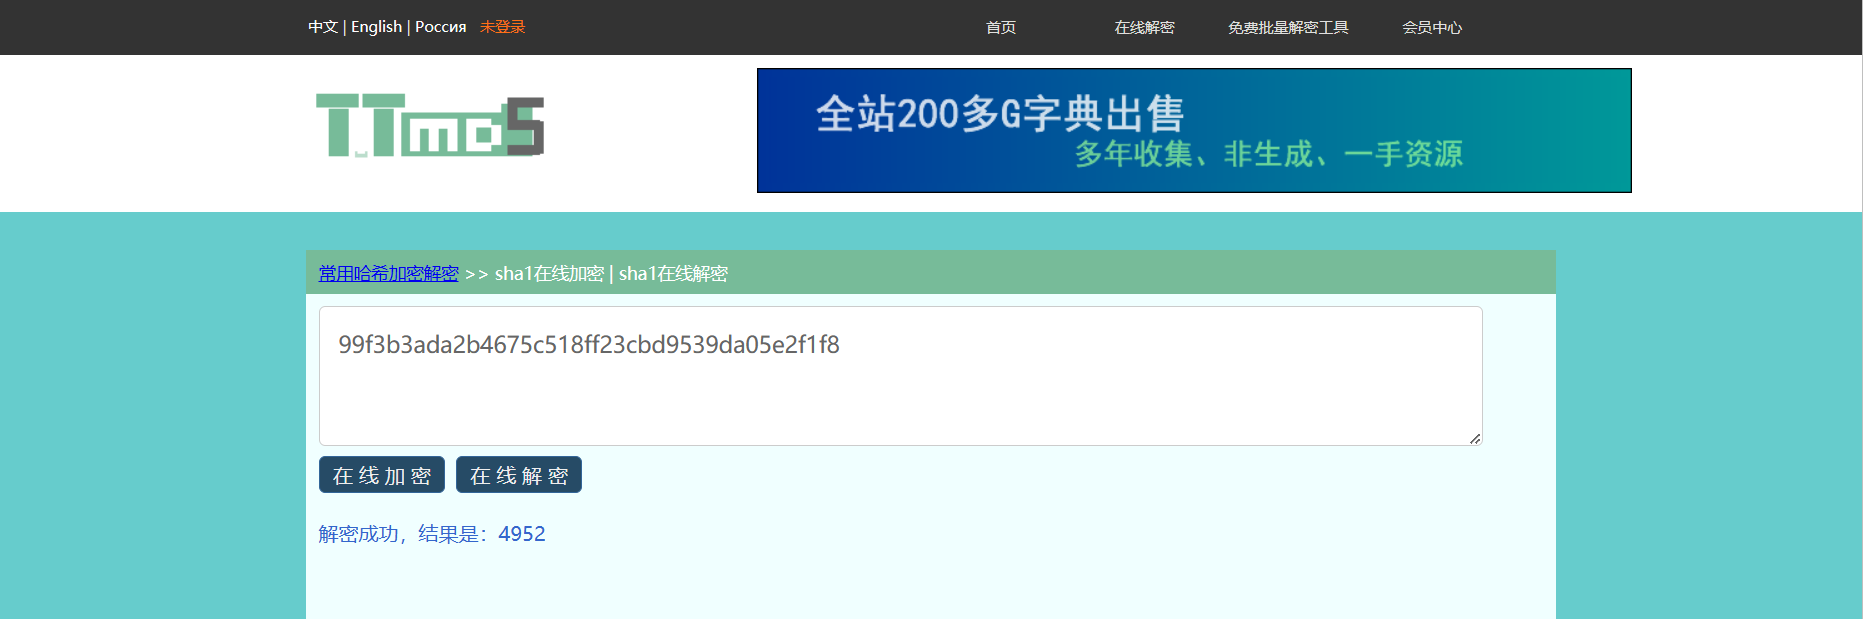 中文 | English | Россия 未登录 首页 在线解密 免费批量解密工具 会员中心
TTmd5
全站200多G字典出售
多年收集、非生成、一手资源
常用哈希加密解密 >> sha1在线加密 | sha1在线解密
99f3b3ada2b4675c518ff23cbd9539da05e2f1f8
在线加密 在线解密
解密成功，结果是：4952